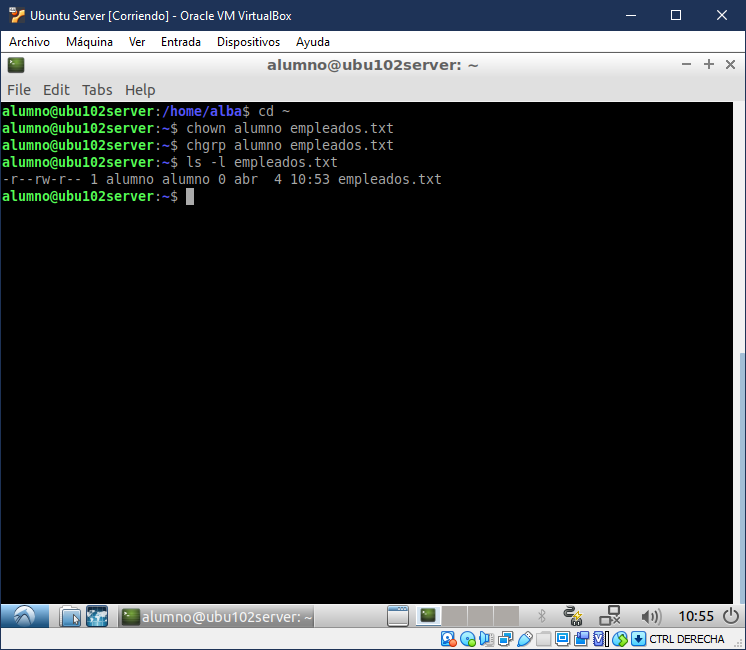 Ubuntu Server [Corriendo] - Oracle VM VirtualBox
Archivo Máquina Ver Entrada Dispositivos Ayuda
alumno@ubu102server: ~
File Edit Tabs Help
alumno@ubu102server:/home/alba$ cd ~
alumno@ubu102server:~$ chown alumno empleados.txt
alumno@ubu102server:~$ chgrp alumno empleados.txt
alumno@ubu102server:~$ ls -l empleados.txt
-r--rw-r-- 1 alumno alumno 0 abr  4 10:53 empleados.txt
alumno@ubu102server:~$
alumno@ubu102server: ~ 10:55
CTRL DERECHA